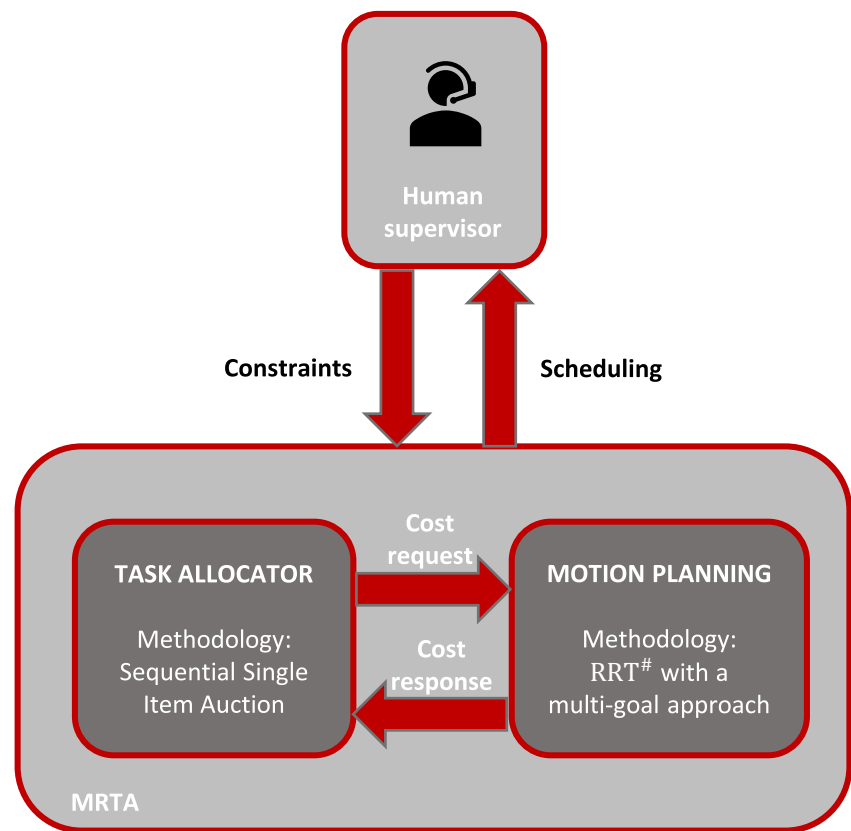 Human
supervisor
Constraints
Scheduling
Cost
request
TASK ALLOCATOR
Methodology:
Sequential Single
Item Auction
MOTION PLANNING
Methodology:
RRT# with a
multi-goal approach
Cost
response
MRTA